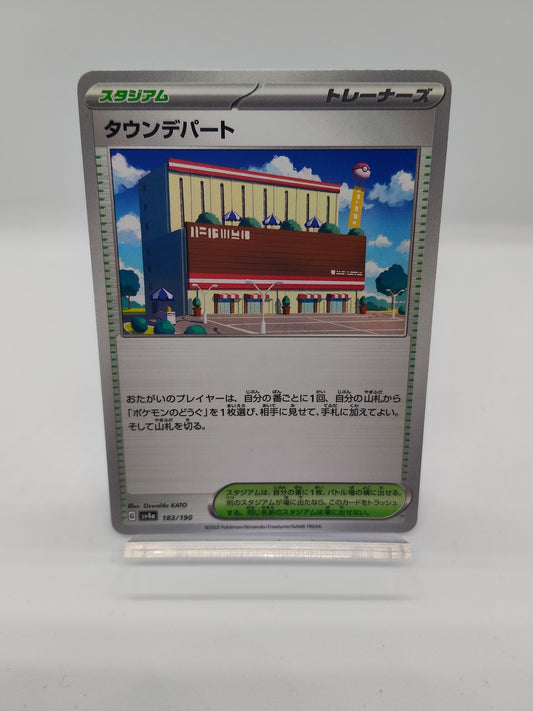 スタジアム トレーナーズ
タウンデパート
おたがいのプレイヤーは、自分の番ごとに1回、自分の山札から
「ポケモンのどうぐ」を1枚選び、相手に見せて、手札に加えてよい。
そして山札を切る。
スタジアムは、自分の番に1枚、バトル場の横に出せる。
別のスタジアムが場に出たなら、このカードをトラッシュ
する。同じ名前のスタジアムは場に出せない。
Illus. Oswaldo KATO
G sv4a 183/190
©2023 Pokémon/Nintendo/Creatures/GAME FREAK.